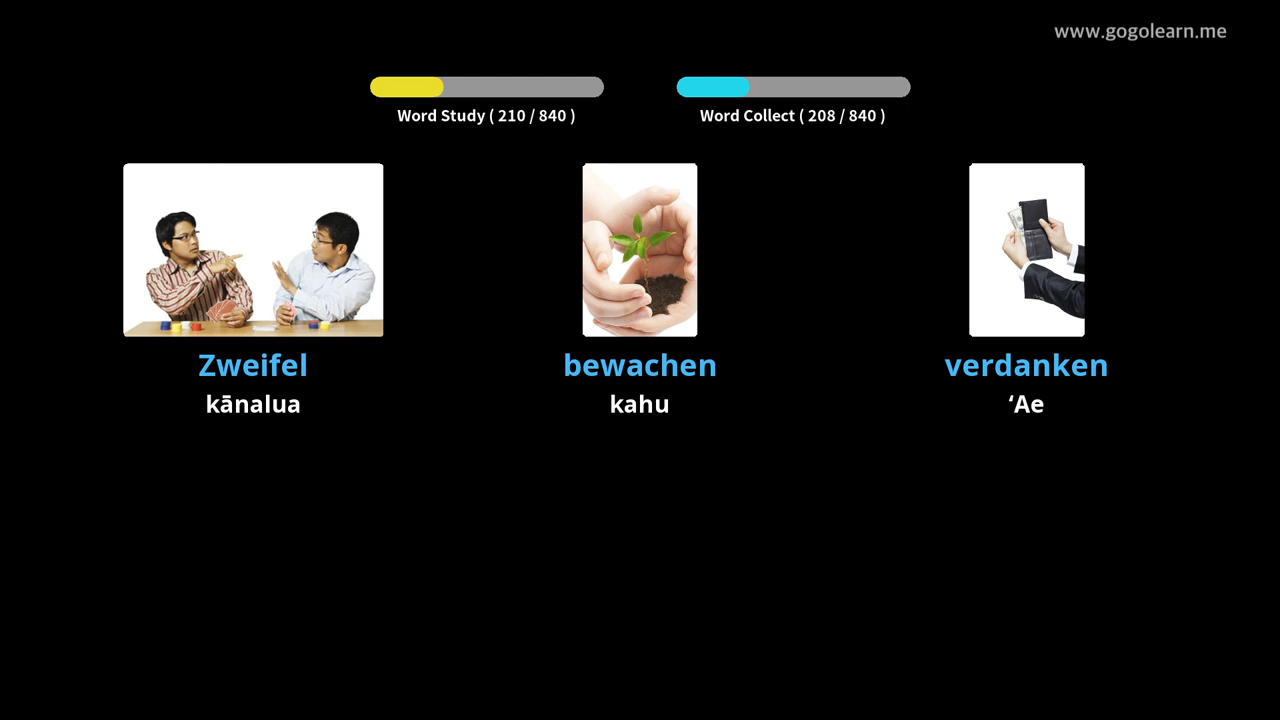 www.gogolearn.me
Word Study ( 210 / 840 )
Word Collect ( 208 / 840 )
Zweifel
kānalua
bewachen
kahu
verdanken
ʻAe